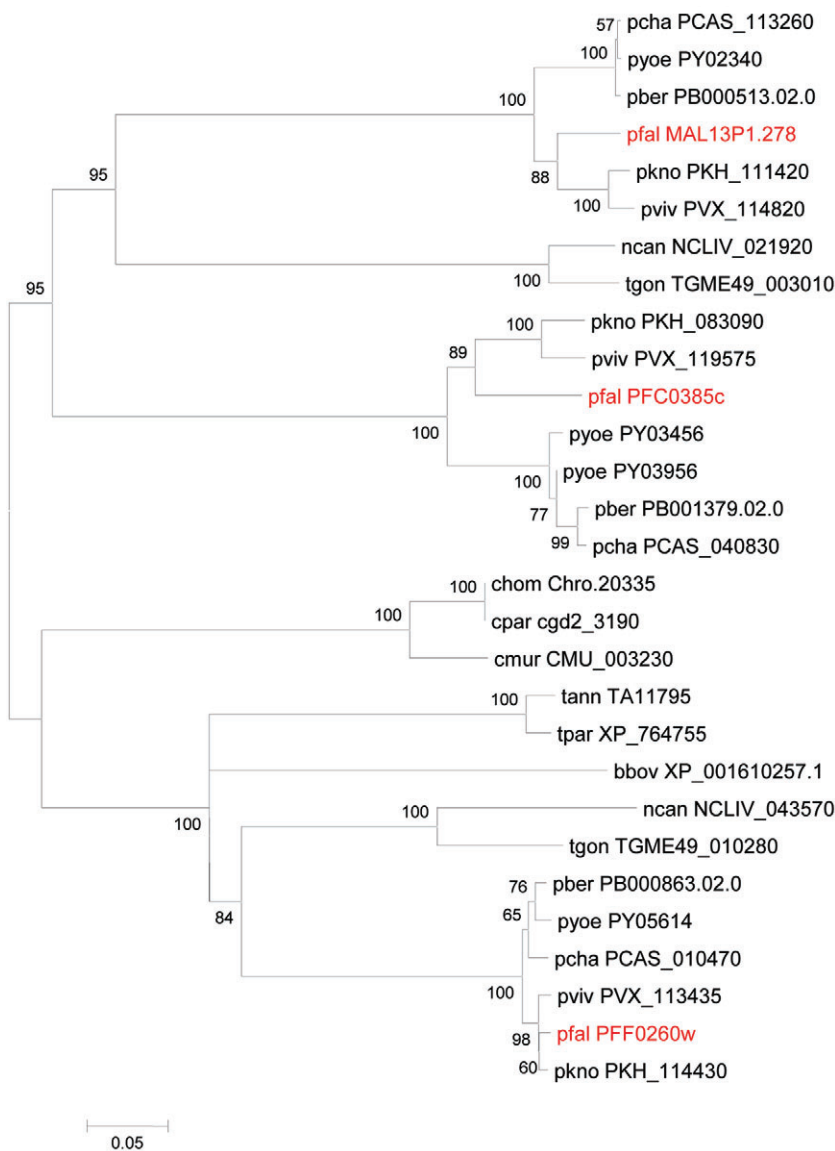 57
pcha PCAS_113260
100
pyoe PY02340
100
pber PB000513.02.0
pfal MAL13P1.278
95
88
pkno PKH_111420
100
pviv PVX_114820
ncan NCLIV_021920
95
100
tgon TGME49_003010
100
pkno PKH_083090
89
pviv PVX_119575
pfal PFC0385c
100
pyoe PY03456
100
pyoe PY03956
77
pber PB001379.02.0
99
pcha PCAS_040830
100
chom Chro.20335
100
cpar cgd2_3190
cmur CMU_003230
100
tann TA11795
tpar XP_764755
bbov XP_001610257.1
100
100
ncan NCLIV_043570
tgon TGME49_010280
76
pber PB000863.02.0
84
65
pyoe PY05614
pcha PCAS_010470
100
pviv PVX_113435
98
pfal PFF0260w
60
pkno PKH_114430
0.05